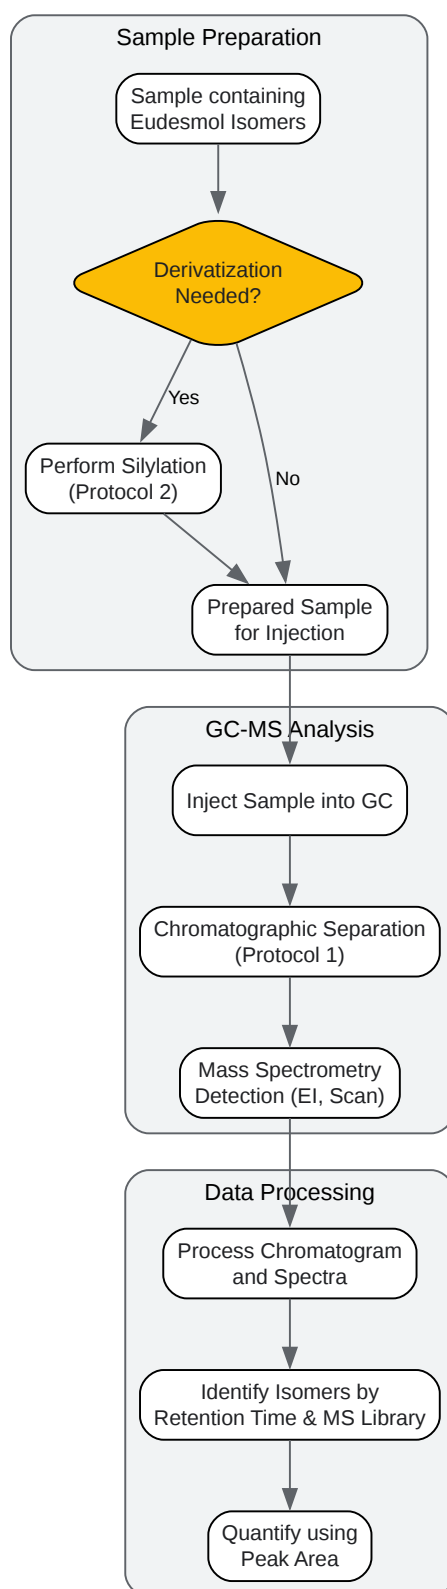 Sample Preparation
Sample containing
Eudesmol Isomers
Derivatization
Needed?
Yes
Perform Silylation
(Protocol 2)
No
Prepared Sample
for Injection
GC-MS Analysis
Inject Sample into GC
Chromatographic Separation
(Protocol 1)
Mass Spectrometry
Detection (EI, Scan)
Data Processing
Process Chromatogram
and Spectra
Identify Isomers by
Retention Time & MS Library
Quantify using
Peak Area